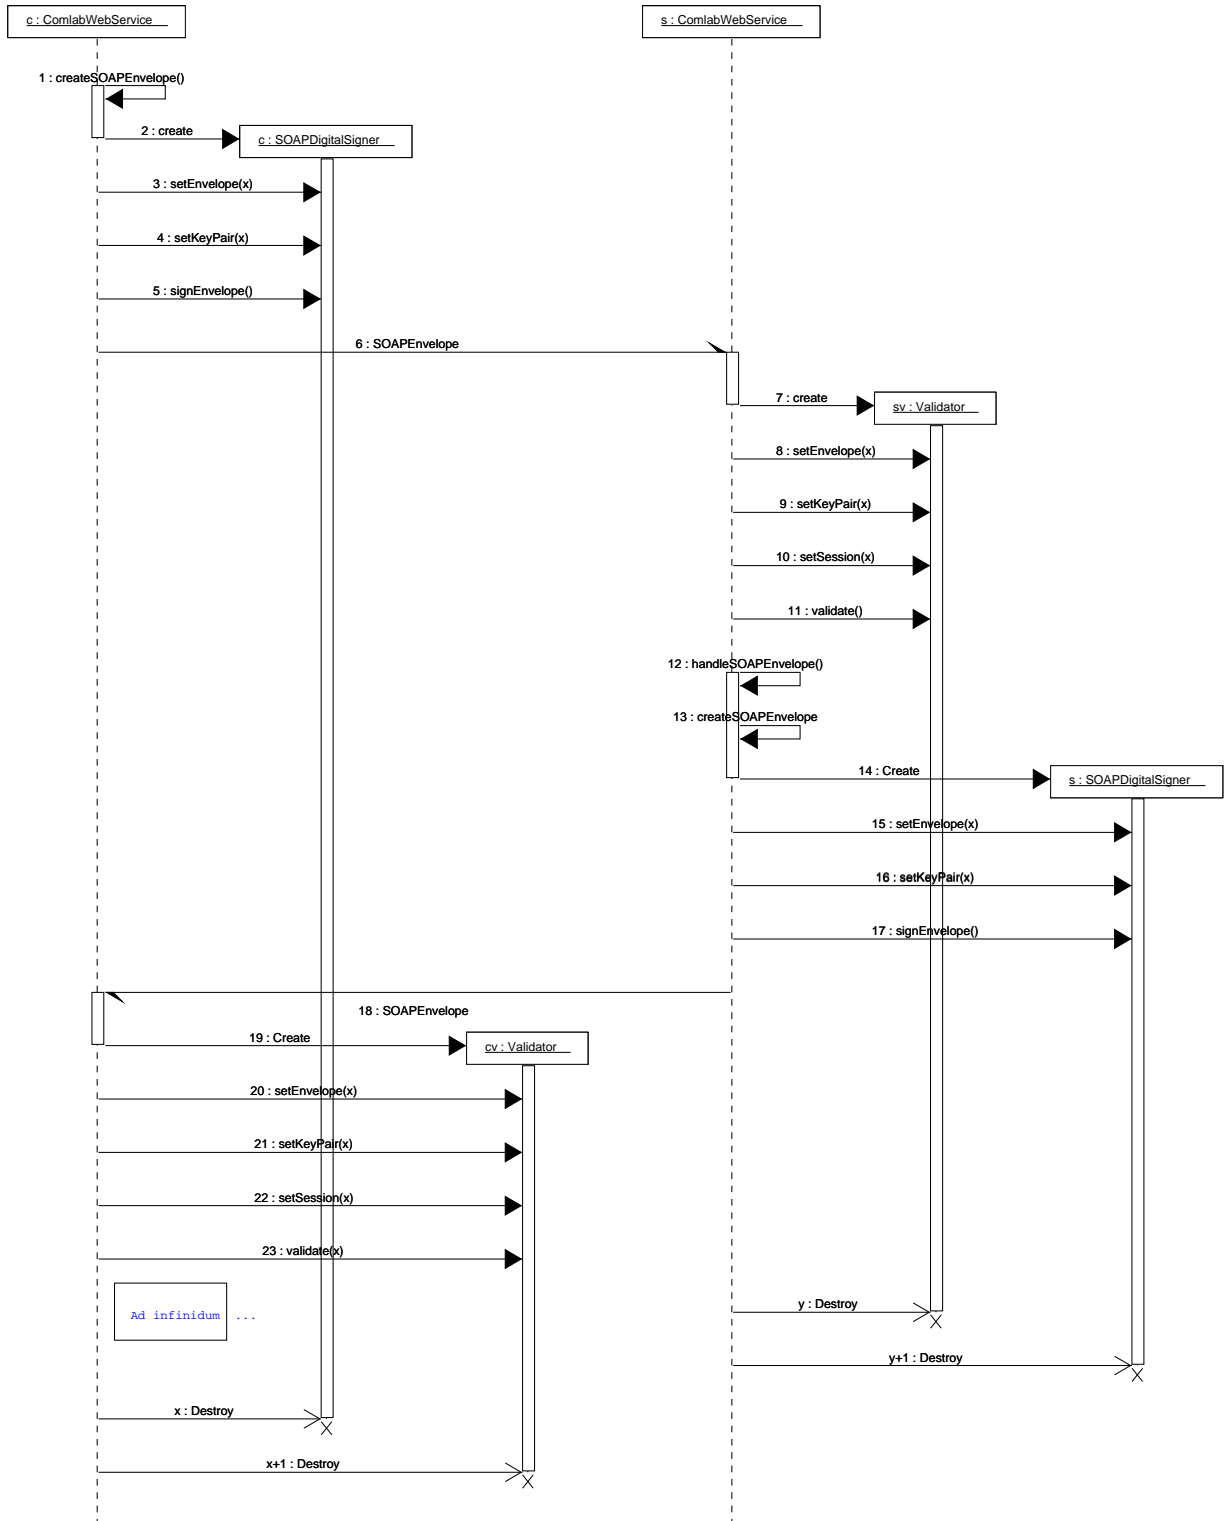 c : ComlabWebService
s : ComlabWebService
1 : createSOAPEnvelope()
2 : create
c : SOAPDigitalSigner
3 : setEnvelope(x)
4 : setKeyPair(x)
5 : signEnvelope()
6 : SOAPEnvelope
7 : create
sv : Validator
8 : setEnvelope(x)
9 : setKeyPair(x)
10 : setSession(x)
11 : validate()
12 : handleSOAPEnvelope()
13 : createSOAPEnvelope
14 : Create
s : SOAPDigitalSigner
15 : setEnvelope(x)
16 : setKeyPair(x)
17 : signEnvelope()
18 : SOAPEnvelope
19 : Create
cv : Validator
20 : setEnvelope(x)
21 : setKeyPair(x)
22 : setSession(x)
23 : validate(x)
y : Destroy
Ad infinidum ...
y+1 : Destroy
x : Destroy
x+1 : Destroy